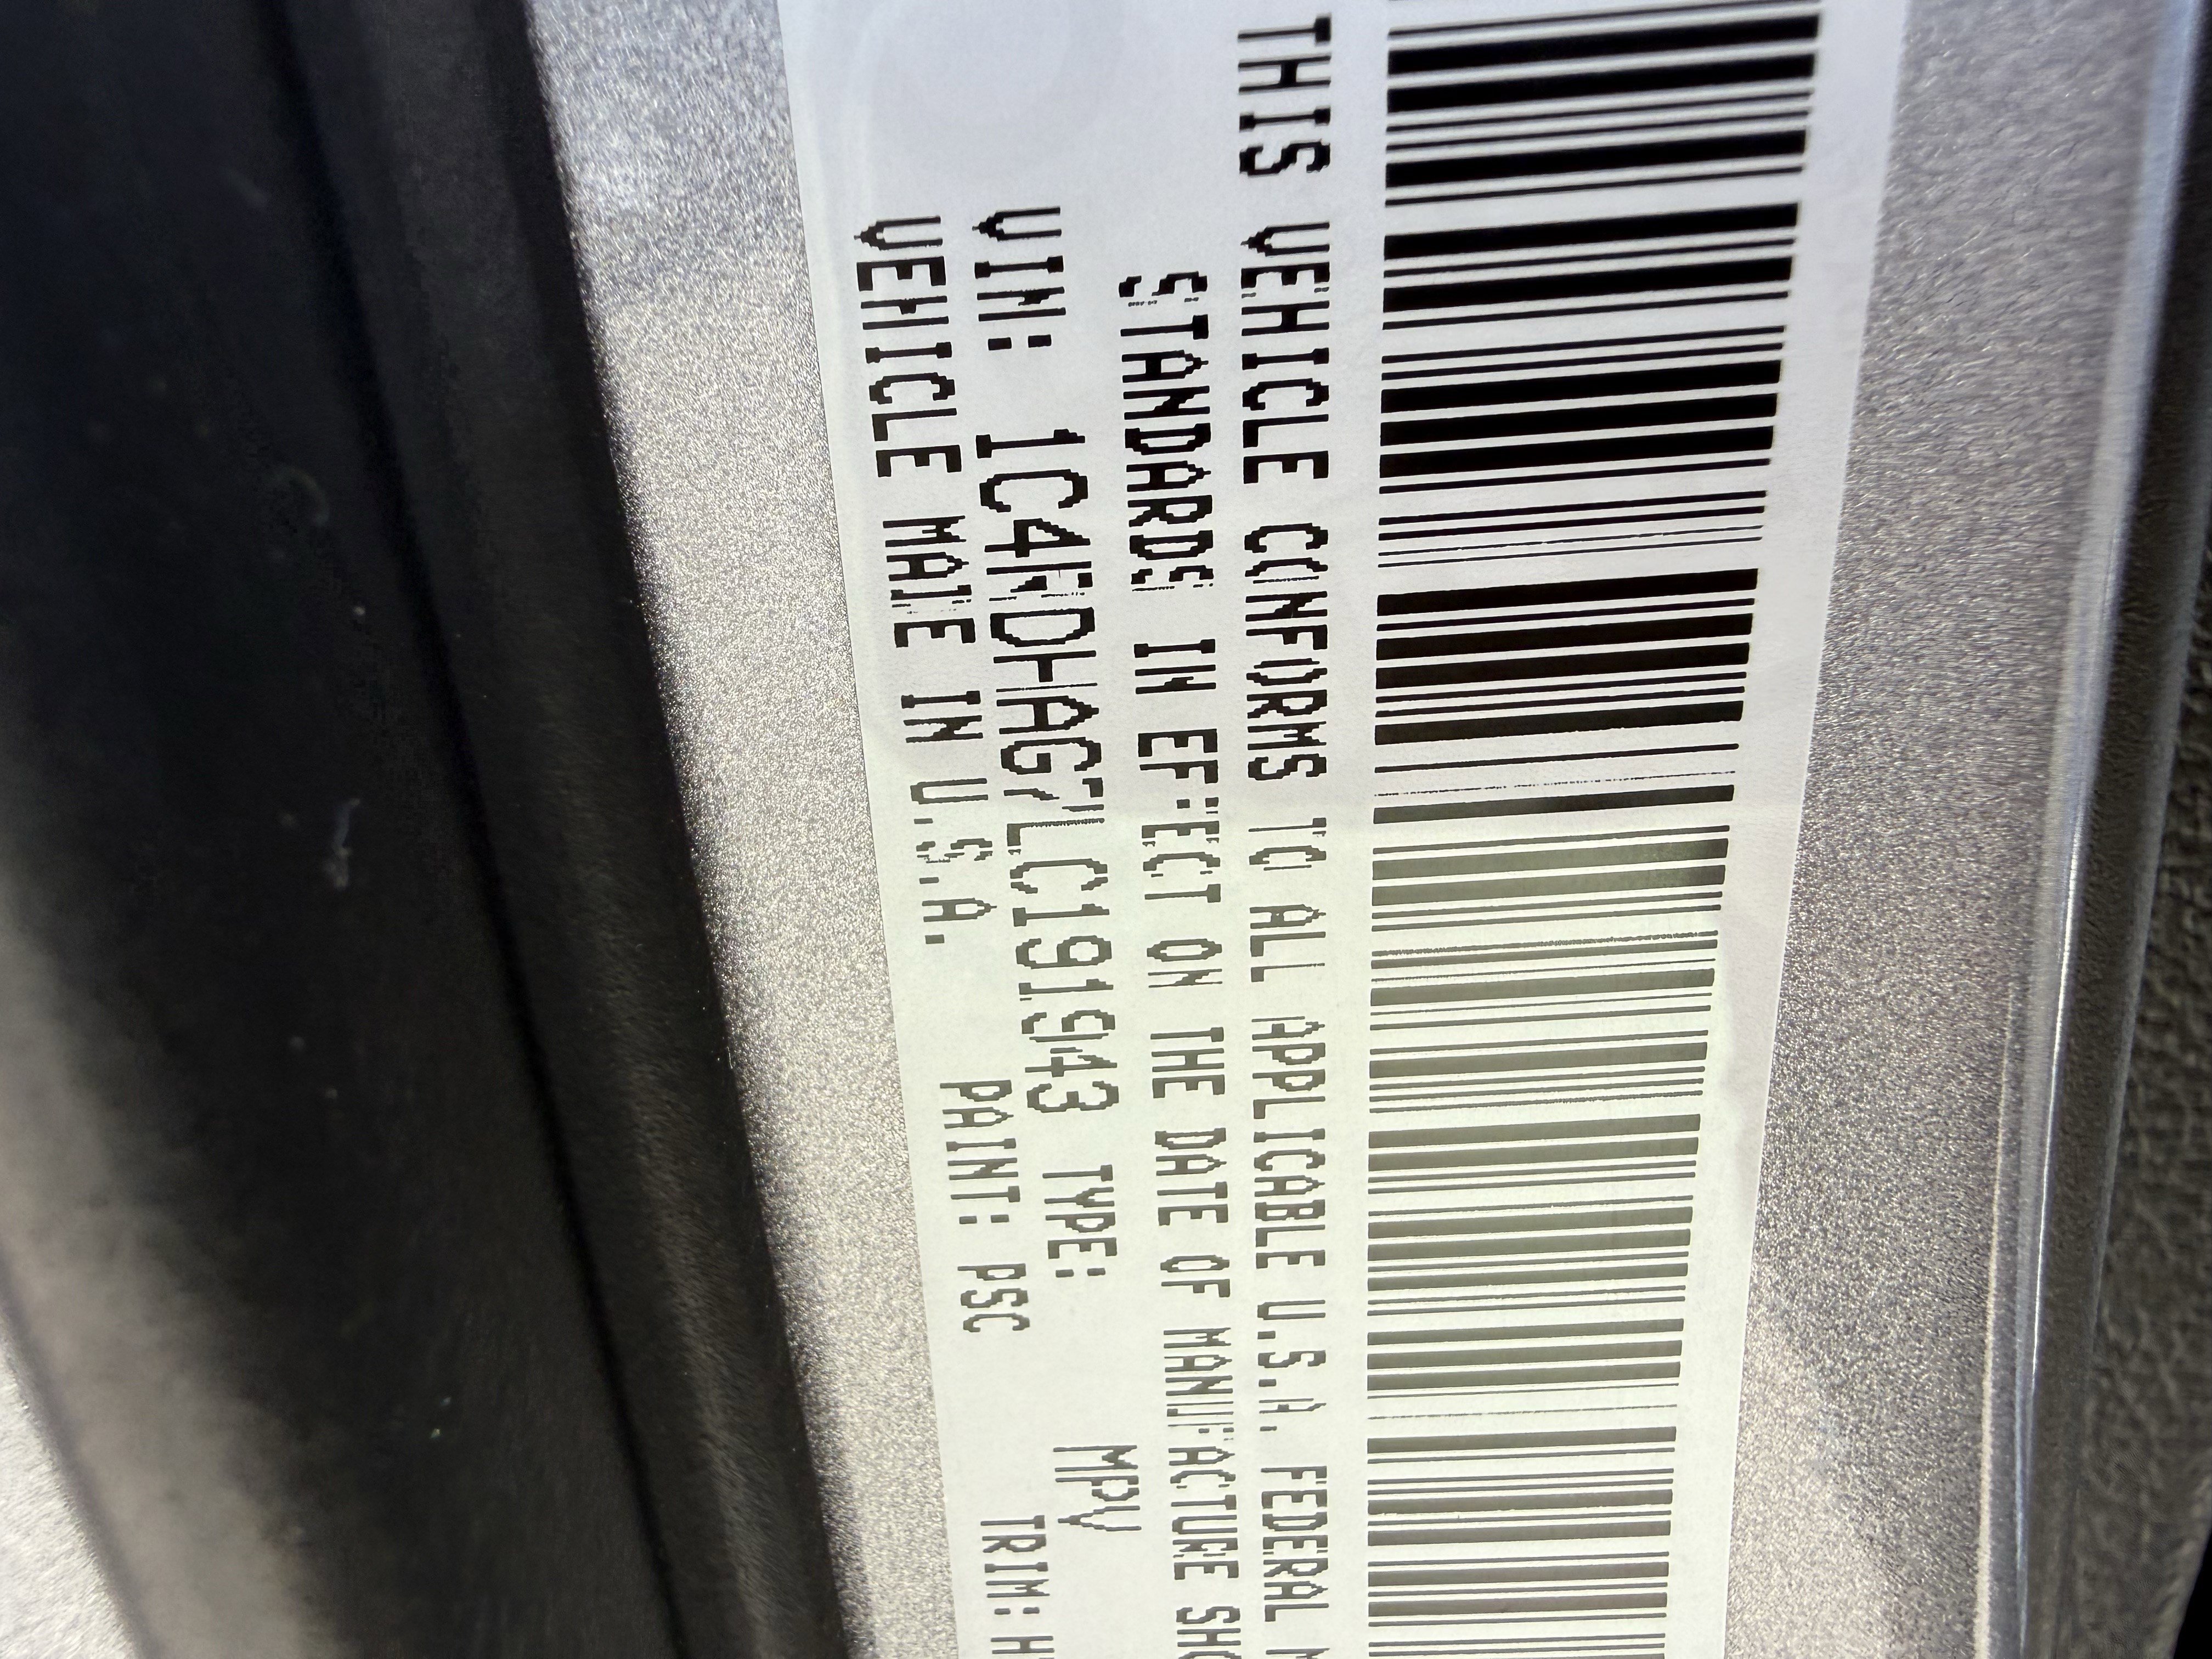 THIS VEHICLE CONFORMS TO ALL APPLICABLE U.S.A. FEDERAL M
STANDARDS IN EFFECT ON THE DATE OF MANUFACTURE SHO
VIN: 1C4RDHAG7LC191943 TYPE: MPV
VEHICLE MADE IN U.S.A. PAINT: PSC TRIM: H